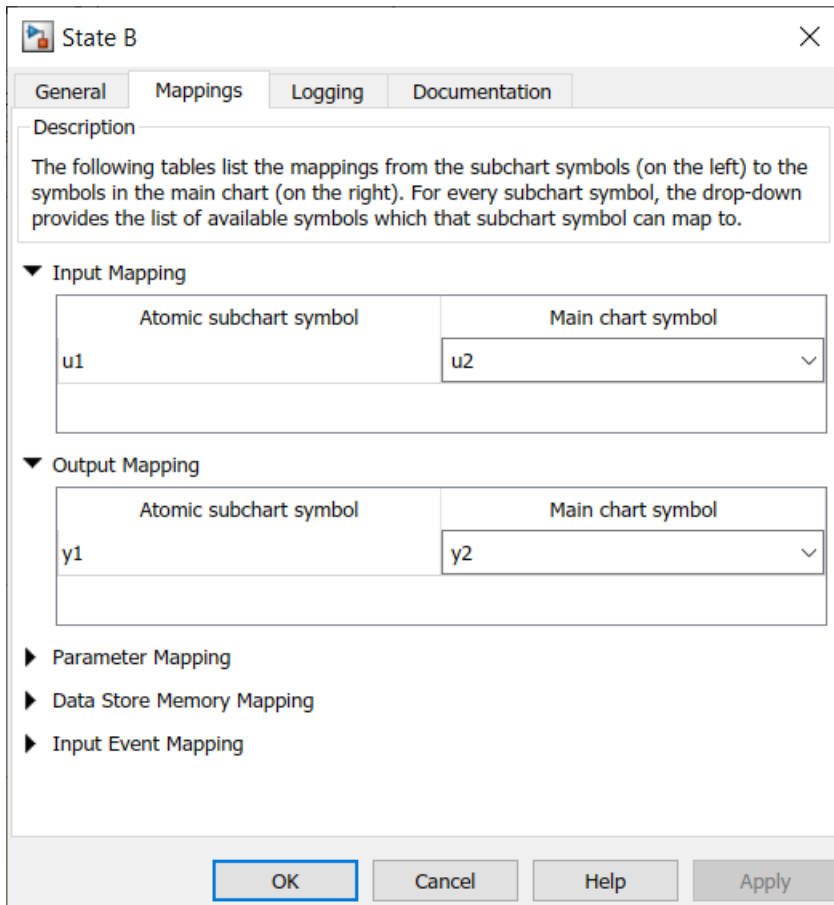 State B
General Mappings Logging Documentation
Description
The following tables list the mappings from the subchart symbols (on the left) to the
symbols in the main chart (on the right). For every subchart symbol, the drop-down
provides the list of available symbols which that subchart symbol can map to.
Input Mapping
Atomic subchart symbol Main chart symbol
u1 u2
Output Mapping
Atomic subchart symbol Main chart symbol
y1 y2
Parameter Mapping
Data Store Memory Mapping
Input Event Mapping
OK Cancel Help Apply